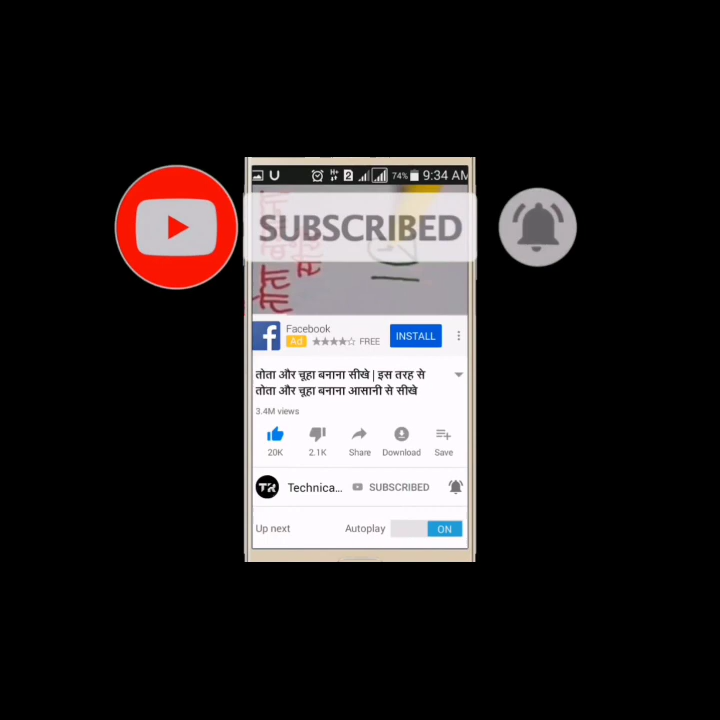 2 74% 9:34 AM
SUBSCRIBED
तोता
Facebook
Ad FREE
INSTALL
तोता और चूहा बनाना सीखे | इस तरह से
तोता और चूहा बनाना आसानी से सीखे
3.4M views
20K 2.1K Share Download Save
Technica... SUBSCRIBED
Up next Autoplay ON